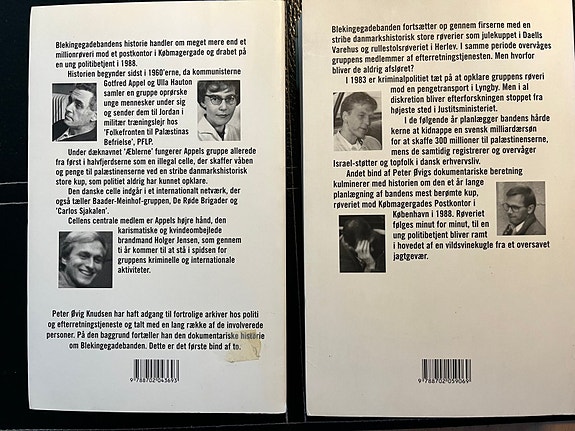 Blekingegadebandens historie handler om meget mere end et
millionrøveri mod et postkontor i Købmagergade og drabet på
en ung politibetjent i 1988.
Historien begynder sidst i 1960'erne, da kommunisterne
Gotfred Appel og Ulla Hauton
samler en gruppe oprørske
unge mennesker under sig
og sender dem til Jordan i
militær træningslejr hos
'Folkefronten til Palæstinas
Befrielse', PFLP.
Under dæknavnet 'Æblerne' fungerer Appels gruppe allerede
fra først i halvfjerdserne som en illegal celle, der skaffer våben
og penge til palæstinenserne ved en stribe danmarkshistorisk
store kup, som politiet aldrig har kunnet opklare.
Den danske celle indgår i et internationalt netværk, der
også tæller Baader-Meinhof-gruppen, De Røde Brigader og
'Carlos Sjakalen'.
Cellens centrale medlem er Appels højre hånd, den
karismatiske og kvindeombejlede
brandmand Holger Jensen, som gennem
ti år kommer til at stå i spidsen for
gruppens kriminelle og internationale
aktiviteter.
Peter Øvig Knudsen har haft adgang til fortrolige arkiver hos politi
og efterretningstjeneste og talt med en lang række af de involverede
personer. På den baggrund fortæller han den dokumentariske historie
om Blekingegadebanden. Dette er det første bind af to.
9 788702 043693
Blekingegadebanden fortsætter op gennem firserne med en
stribe danmarkshistorisk store røverier som julekuppet i Daells
Varehus og rullestolsrøveriet i Herlev. I samme periode overvåges
gruppens medlemmer af efterretningstjenesten. Men hvorfor
bliver de aldrig afsløret?
I 1983 er kriminalpolitiet tæt på at opklare gruppens røveri
mod en pengetransport i Lyngby. Men i al
diskretion bliver efterforskningen stoppet fra
højeste sted i Justitsministeriet.
I de følgende år planlægger bandens hårde
kerne at kidnappe en svensk milliardærsøn
for at skaffe 300 millioner til palæstinenserne,
mens de samtidig registrerer og overvåger
Israel-støtter og topfolk i dansk erhvervsliv.
Andet bind af Peter Øvigs dokumentariske beretning
kulminerer med historien om den et år lange
planlægning af bandens mest berømte kup,
røveriet mod Købmagergades Postkontor i
København i 1988. Røveriet
følges minut for minut, til en
ung politibetjent bliver ramt
i hovedet af en vildsvinekugle fra et oversavet
jagtgevær.
9 788702 059069